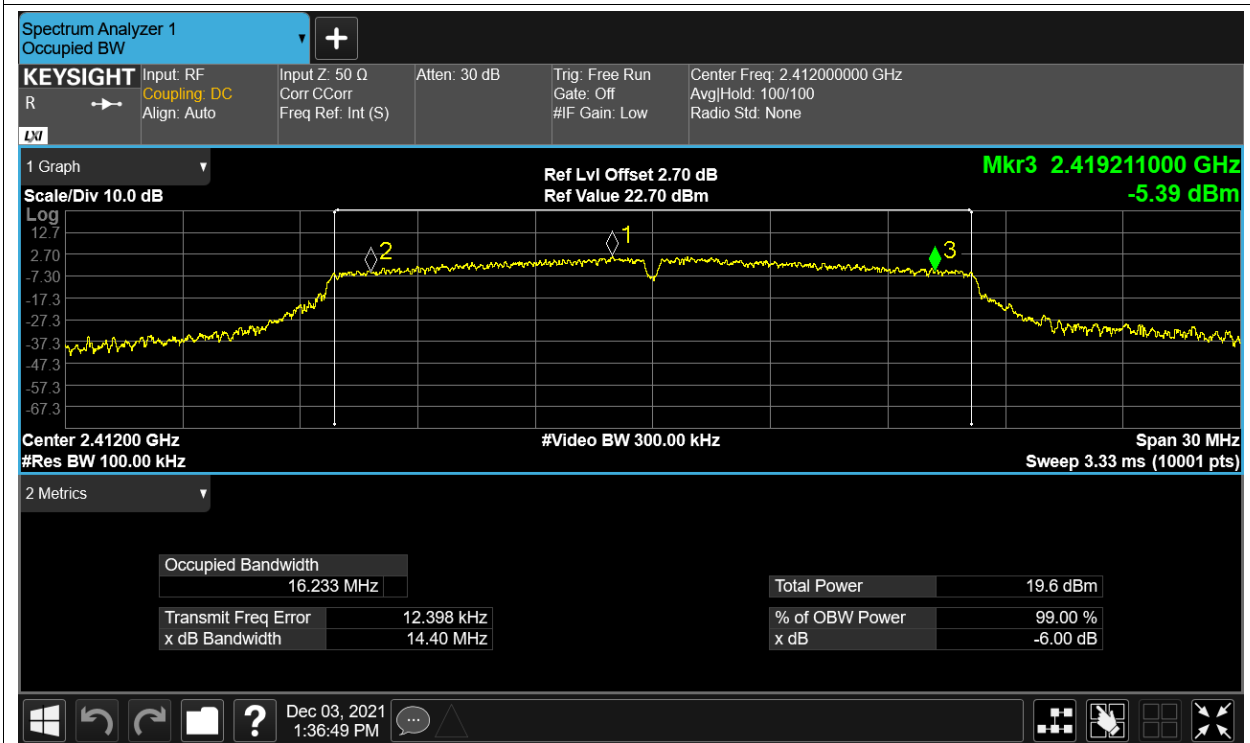 Spectrum Analyzer 1
Occupied BW
KEYSIGHT
R
LXI
Input: RF
Coupling: DC
Align: Auto
Input Z: 50 Ω
Corr CCorr
Freq Ref: Int (S)
Atten: 30 dB
Trig: Free Run
Gate: Off
#IF Gain: Low
Center Freq: 2.412000000 GHz
Avg|Hold: 100/100
Radio Std: None
1 Graph
Scale/Div 10.0 dB
Ref Lvl Offset 2.70 dB
Ref Value 22.70 dBm
Mkr3 2.419211000 GHz
-5.39 dBm
Log
12.7
2.70
-7.30
-17.3
-27.3
-37.3
-47.3
-57.3
-67.3
2
1
3
Center 2.41200 GHz
#Res BW 100.00 kHz
#Video BW 300.00 kHz
Span 30 MHz
Sweep 3.33 ms (10001 pts)
2 Metrics
Occupied Bandwidth
16.233 MHz
Transmit Freq Error 12.398 kHz
x dB Bandwidth 14.40 MHz
Total Power 19.6 dBm
% of OBW Power 99.00 %
x dB -6.00 dB
?
Dec 03, 2021
1:36:49 PM